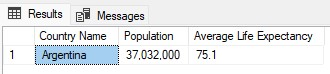 Results Messages
Country Name Population Average Life Expectancy
1 Argentina 37,032,000 75.1